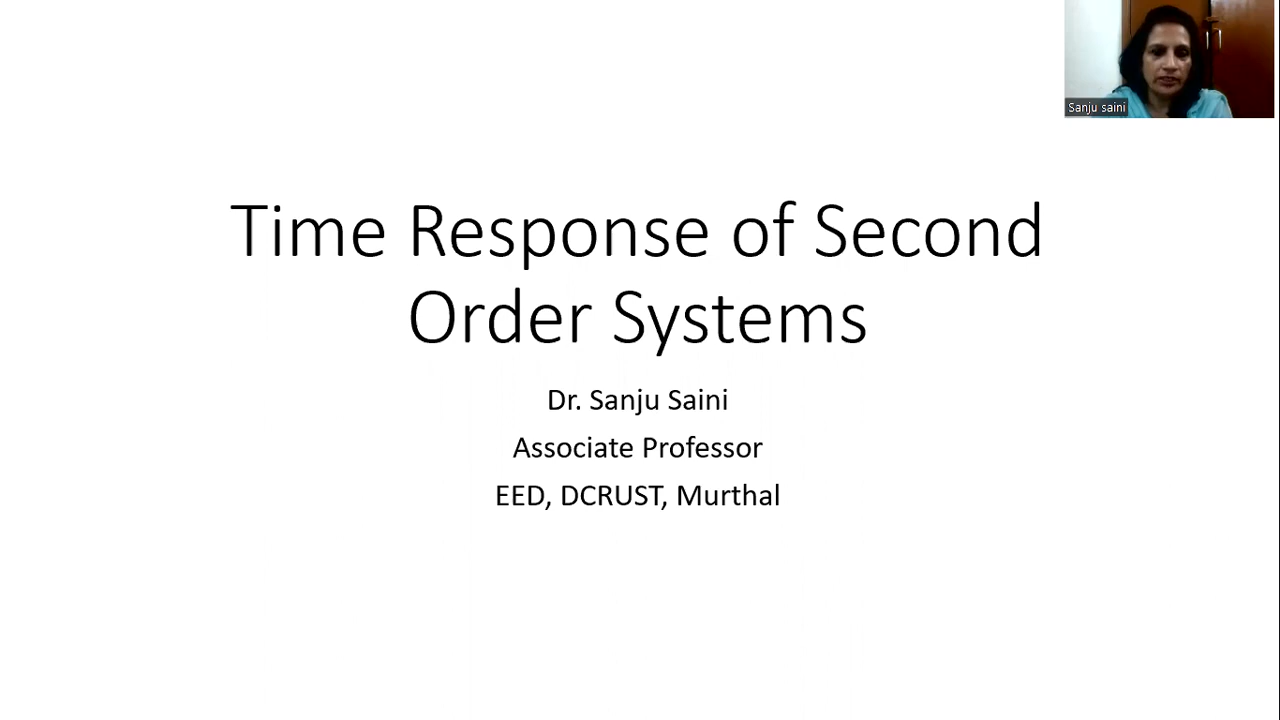 Sanju saini
Time Response of Second
Order Systems
Dr. Sanju Saini
Associate Professor
EED, DCRUST, Murthal